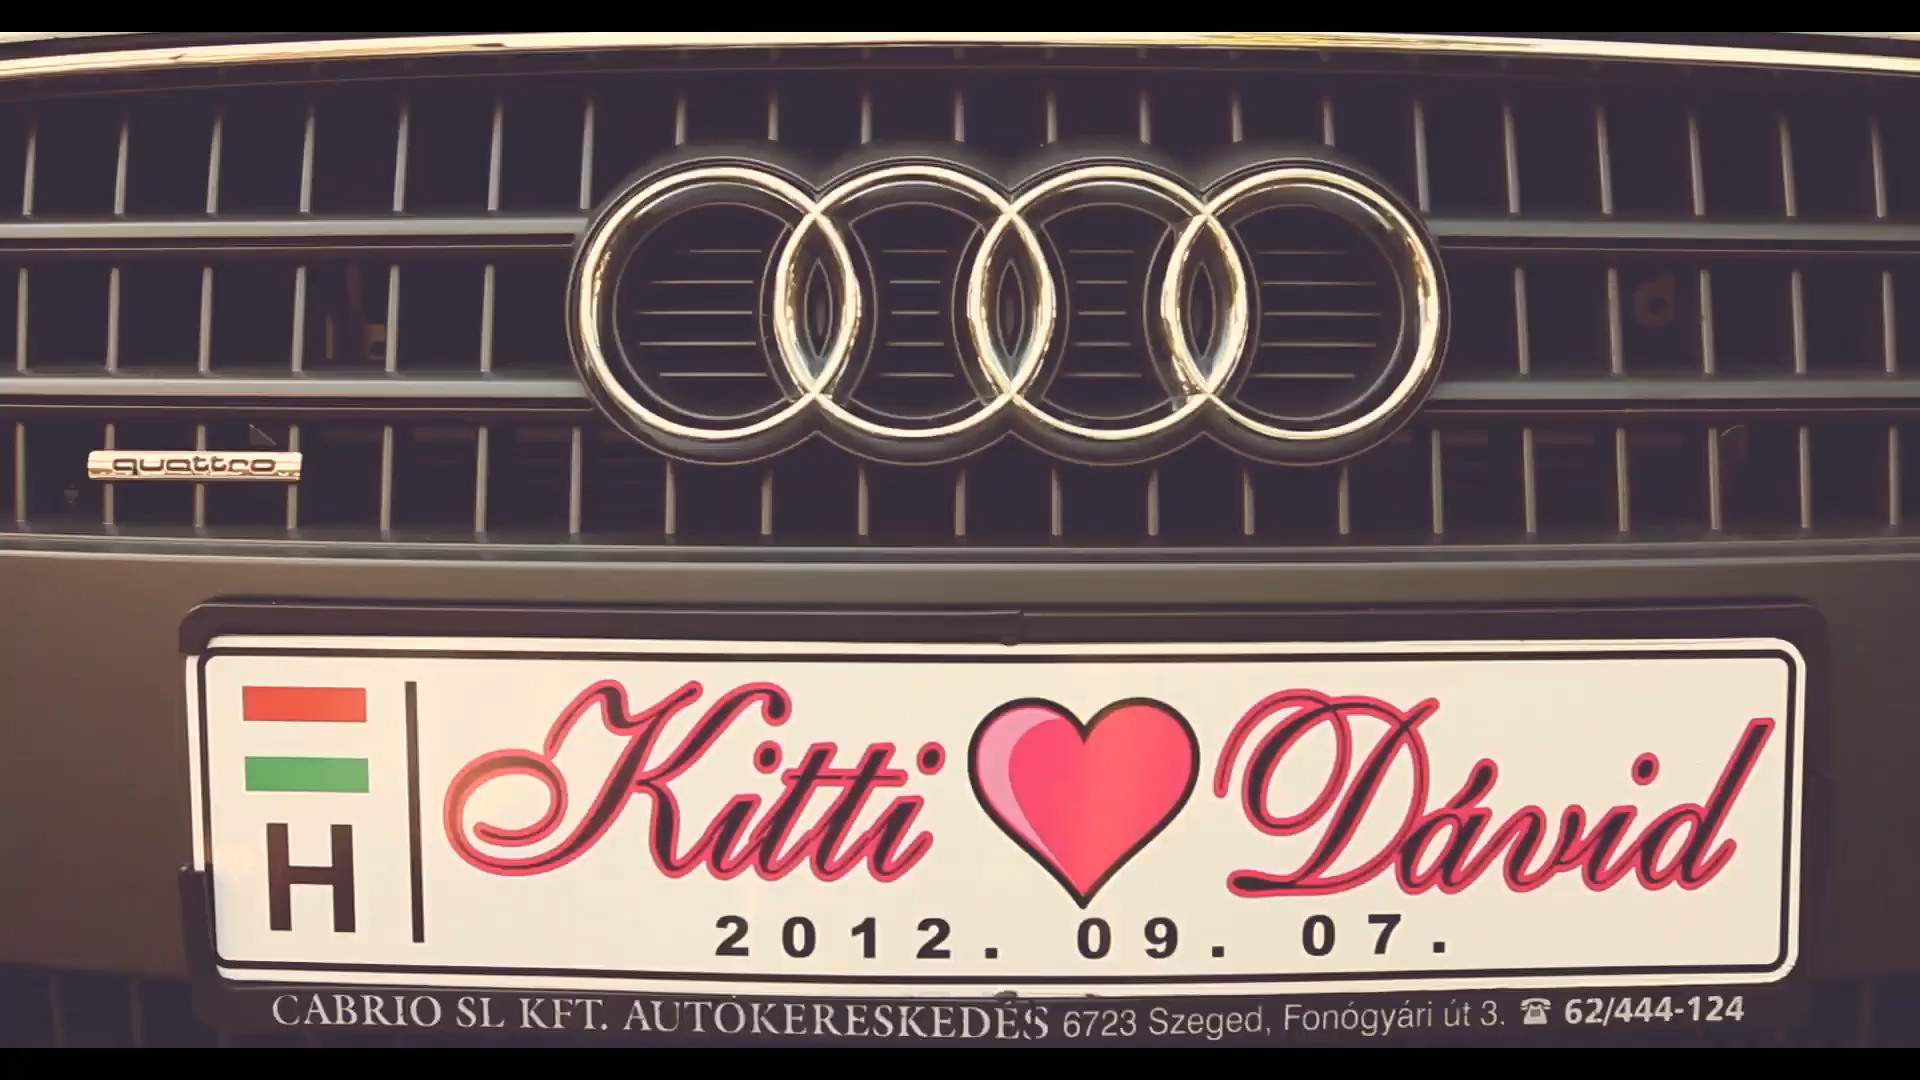 quattro
H
Kitti Dávid
2012. 09. 07.
CABRIO SL KFT. AUTÓKERESKEDÉS 6723 Szeged, Fonógyári út 3. ☎ 62/444-124